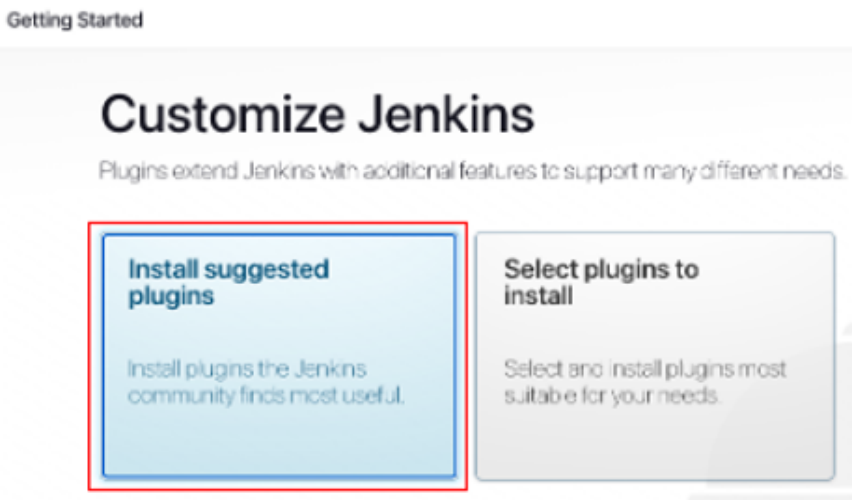 Getting Started
Customize Jenkins
Plugins extend Jenkins with additional features to support many different needs.
Install suggested
plugins
Install plugins the Jenkins
community finds most useful.
Select plugins to
install
Select and install plugins most
suitable for your needs.